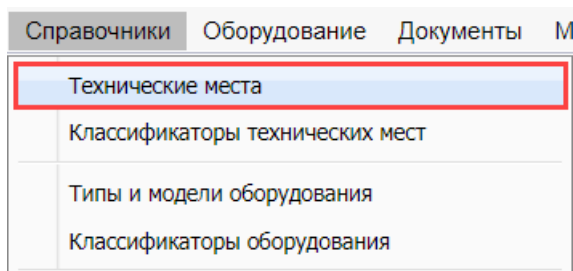 Справочники Оборудование Документы М
Технические места
Классификаторы технических мест
Типы и модели оборудования
Классификаторы оборудования